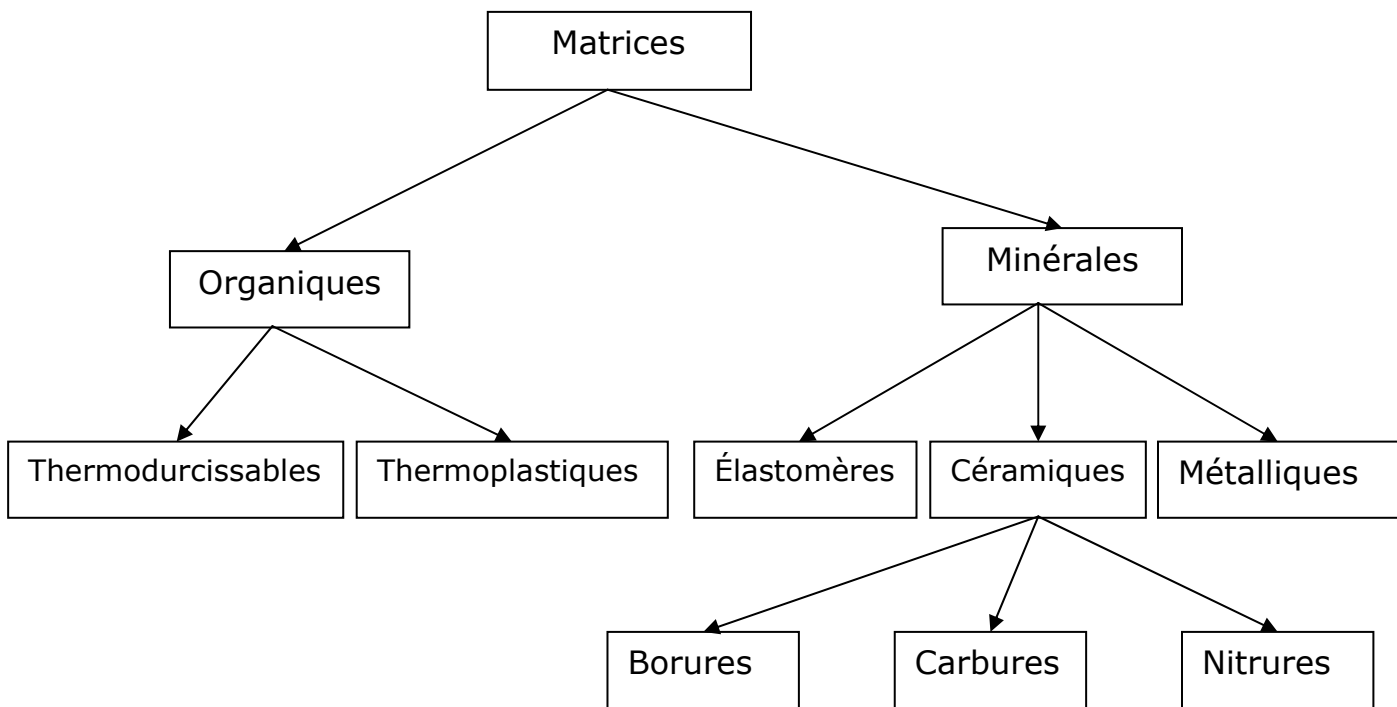 Matrices
Organiques
Minérales
Thermodurcissables
Thermoplastiques
Élastomères
Céramiques
Métalliques
Borures
Carbures
Nitrures